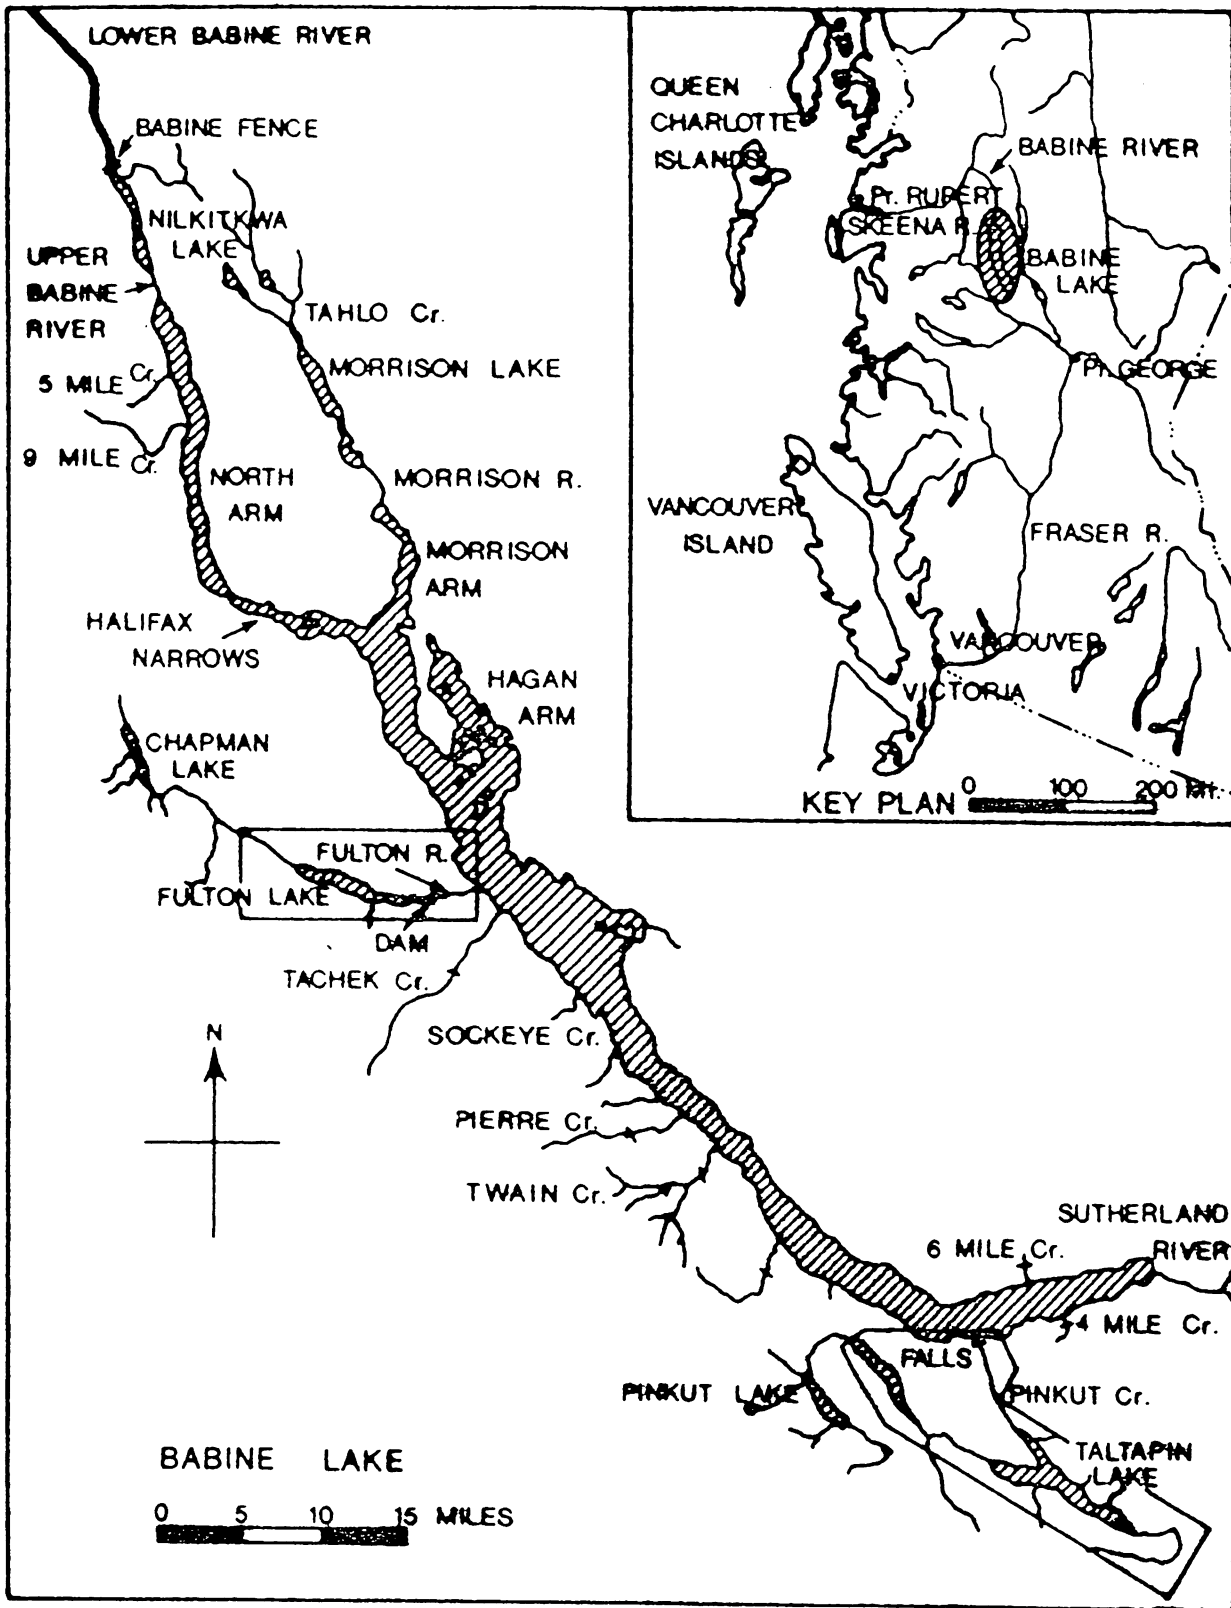 LOWER BABINE RIVER
BABINE FENCE
NILKITKWA
LAKE
UPPER
BABINE
RIVER
TAHLO Cr.
5 MILE Cr.
MORRISON LAKE
9 MILE Cr.
NORTH
ARM
MORRISON R.
MORRISON
ARM
HALIFAX
NARROWS
HAGAN
ARM
CHAPMAN
LAKE
FULTON R.
FULTON LAKE
DAM
TACHEK Cr.
SOCKEYE Cr.
N
PIERRE Cr.
TWAIN Cr.
SUTHERLAND
RIVER
6 MILE Cr.
4 MILE Cr.
FALLS
PINKUT LAKE
PINKUT Cr.
TALTAPIN
LAKE
BABINE LAKE
0 5 10 15 MILES
QUEEN
CHARLOTTE
ISLANDS
BABINE RIVER
Pr. RUPERT
SKEENA R.
BABINE
LAKE
Pr. GEORGE
VANCOUVER
ISLAND
FRASER R.
VANCOUVER
VICTORIA
KEY PLAN 0 100 200 Mi.